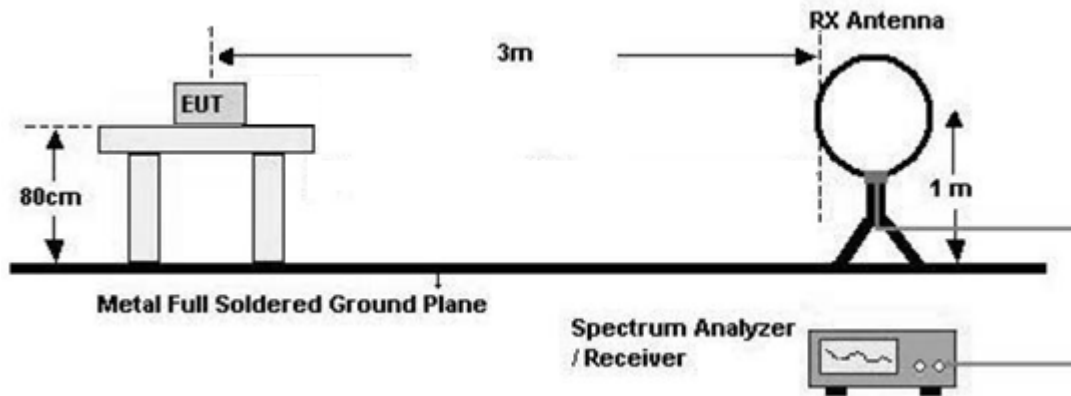 RX Antenna
3m
EUT
80cm
1 m
Metal Full Soldered Ground Plane
Spectrum Analyzer
/ Receiver